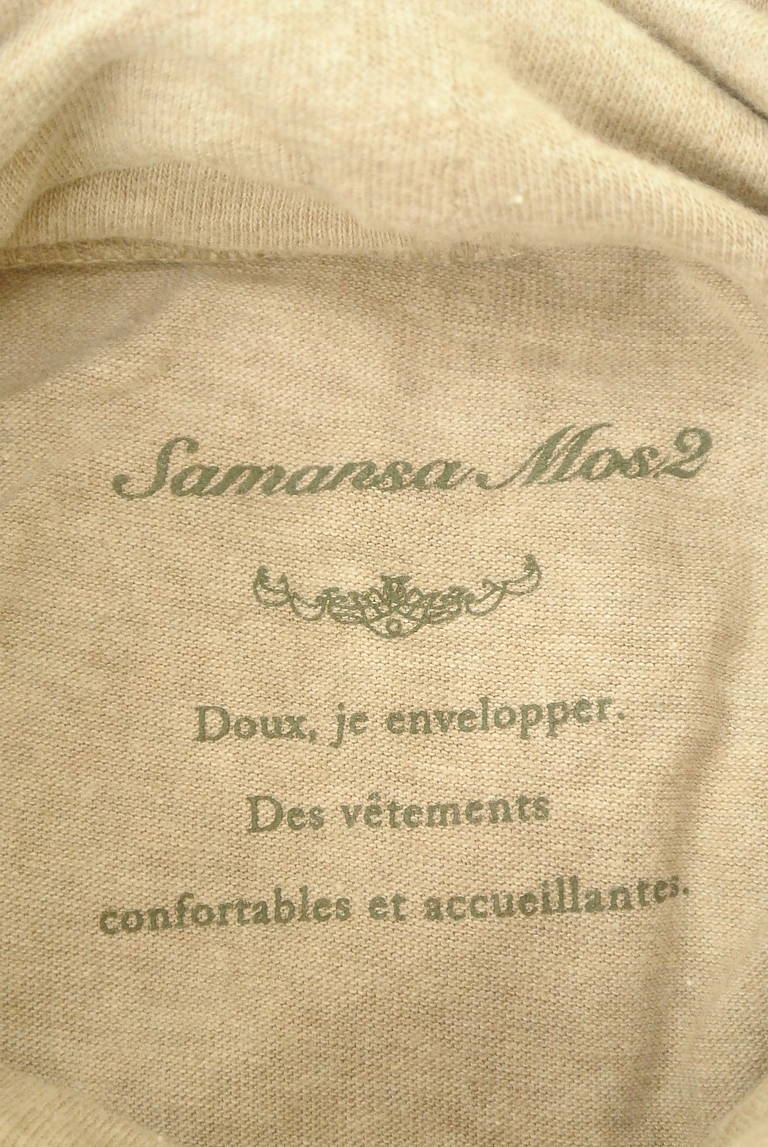 Samansa Mos2
Doux, je envelopper.
Des vêtements
confortables et accueillantes.